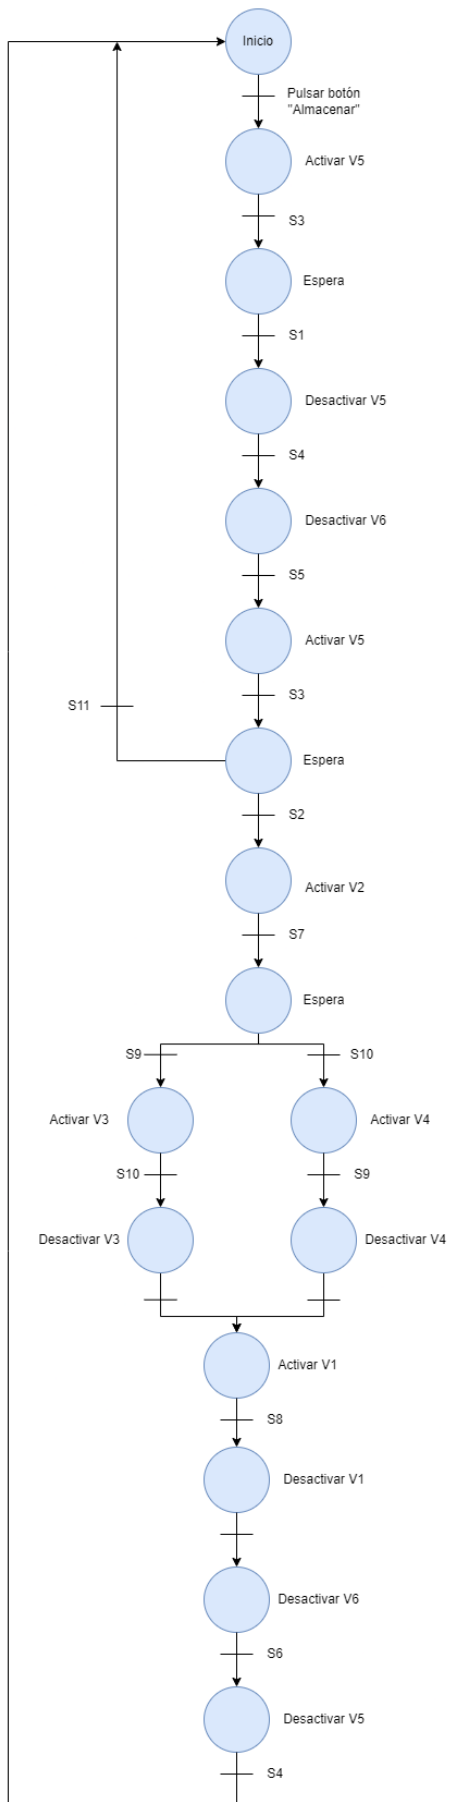 Inicio
Pulsar botón
"Almacenar"
Activar V5
S3
Espera
S1
Desactivar V5
S4
Desactivar V6
S5
Activar V5
S3
S11
Espera
S2
Activar V2
S7
Espera
S9
S10
Activar V3
Activar V4
S10
S9
Desactivar V3
Desactivar V4
Activar V1
S8
Desactivar V1
Desactivar V6
S6
Desactivar V5
S4